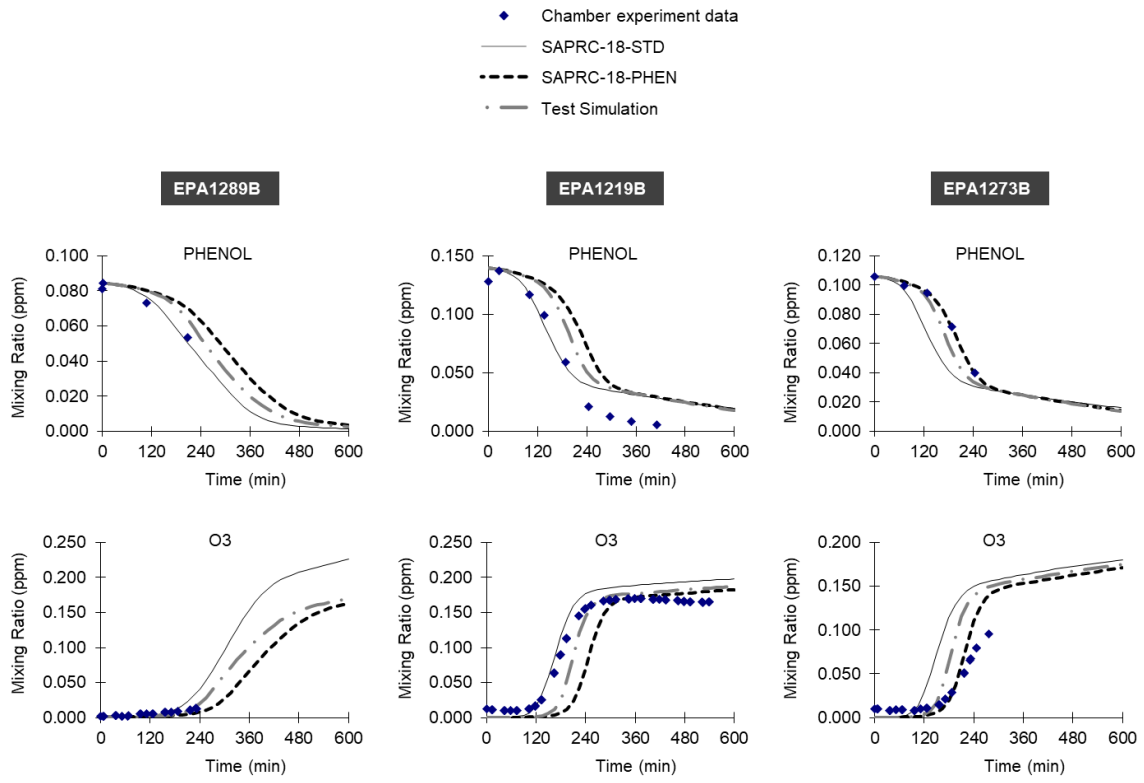 Chamber experiment data
SAPRC-18-STD
SAPRC-18-PHEN
Test Simulation
EPA1289B
EPA1219B
EPA1273B
PHENOL
Mixing Ratio (ppm)
0.100
0.080
0.060
0.040
0.020
0.000
0 120 240 360 480 600
Time (min)
PHENOL
Mixing Ratio (ppm)
0.150
0.100
0.050
0.000
0 120 240 360 480 600
Time (min)
PHENOL
Mixing Ratio (ppm)
0.120
0.100
0.080
0.060
0.040
0.020
0.000
0 120 240 360 480 600
Time (min)
O3
Mixing Ratio (ppm)
0.250
0.200
0.150
0.100
0.050
0.000
0 120 240 360 480 600
Time (min)
O3
Mixing Ratio (ppm)
0.250
0.200
0.150
0.100
0.050
0.000
0 120 240 360 480 600
Time (min)
O3
Mixing Ratio (ppm)
0.200
0.150
0.100
0.050
0.000
0 120 240 360 480 600
Time (min)